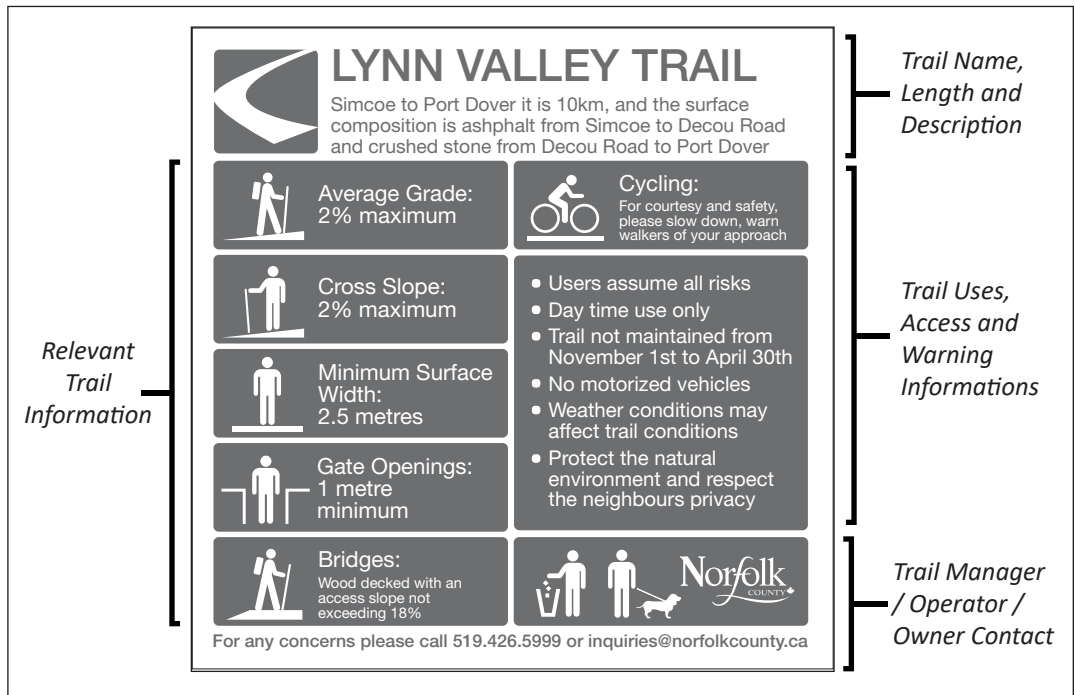 LYNN VALLEY TRAIL
Simcoe to Port Dover it is 10km, and the surface
composition is ashphalt from Simcoe to Decou Road
and crushed stone from Decou Road to Port Dover
Trail Name,
Length and
Description
Relevant
Trail
Information
Average Grade:
2% maximum
Cross Slope:
2% maximum
Minimum Surface
Width:
2.5 metres
Gate Openings:
1 metre
minimum
Bridges:
Wood decked with an
access slope not
exceeding 18%
Cycling:
For courtesy and safety,
please slow down, warn
walkers of your approach
• Users assume all risks
• Day time use only
• Trail not maintained from
November 1st to April 30th
• No motorized vehicles
• Weather conditions may
affect trail conditions
• Protect the natural
environment and respect
the neighbours privacy
Trail Uses,
Access and
Warning
Informations
Norfolk
COUNTY
Trail Manager
/ Operator /
Owner Contact
For any concerns please call 519.426.5999 or inquiries@norfolkcounty.ca